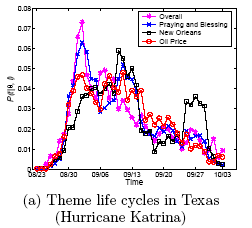 0.08
0.07
0.06
0.05
0.04
0.03
0.02
0.01
0
P(θ, l)
Overall
Praying and Blessing
New Orleans
Oil Price
08/23 08/30 09/06 09/13 09/20 09/27 10/03
Time
(a) Theme life cycles in Texas
(Hurricane Katrina)